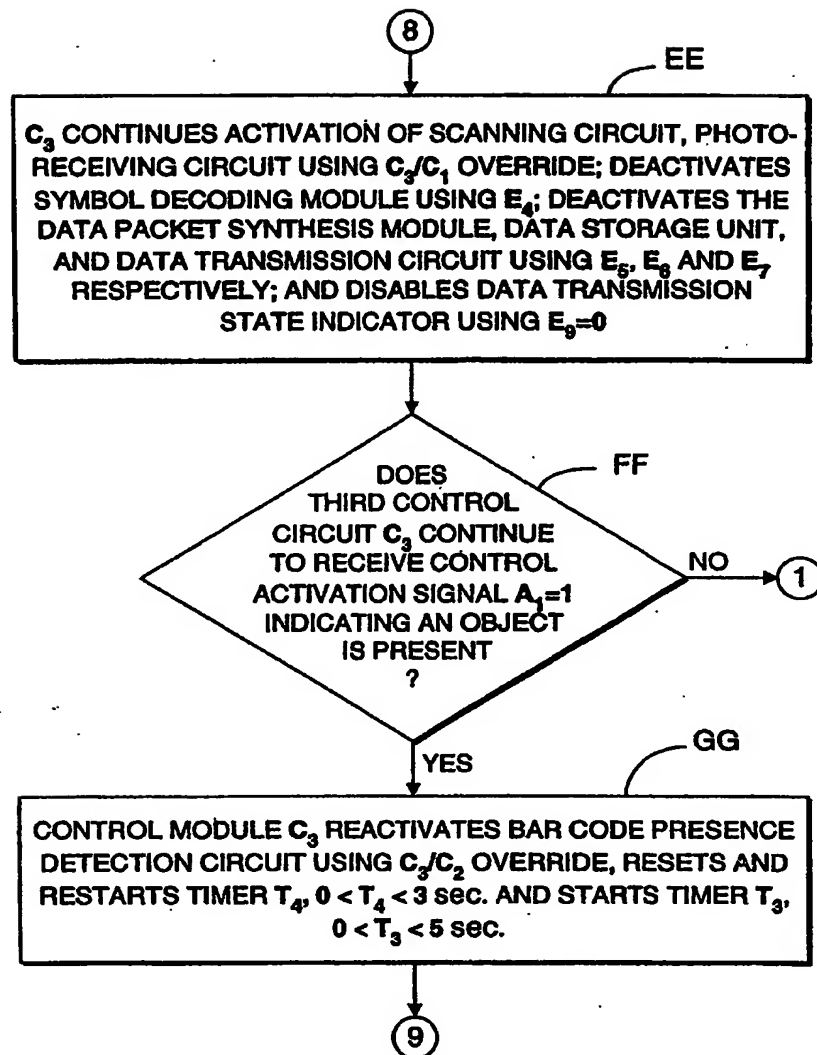 8
EE
C₃ CONTINUES ACTIVATION OF SCANNING CIRCUIT, PHOTO-
RECEIVING CIRCUIT USING C₃/C₁ OVERRIDE; DEACTIVATES
SYMBOL DECODING MODULE USING E₄; DEACTIVATES THE
DATA PACKET SYNTHESIS MODULE, DATA STORAGE UNIT,
AND DATA TRANSMISSION CIRCUIT USING E₅, E₆ AND E₇
RESPECTIVELY; AND DISABLES DATA TRANSMISSION
STATE INDICATOR USING E₉=0
FF
DOES
THIRD CONTROL
CIRCUIT C₃ CONTINUE
TO RECEIVE CONTROL
ACTIVATION SIGNAL A₁=1
INDICATING AN OBJECT
IS PRESENT
?
NO
1
YES
GG
CONTROL MODULE C₃ REACTIVATES BAR CODE PRESENCE
DETECTION CIRCUIT USING C₃/C₂ OVERRIDE, RESETS AND
RESTARTS TIMER T₄, 0 < T₄ < 3 sec. AND STARTS TIMER T₃,
0 < T₃ < 5 sec.
9